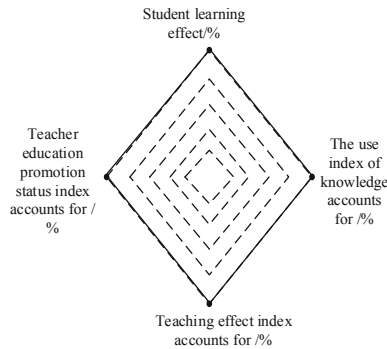 Student learning
effect/%
Teacher
education
promotion
status index
accounts for /
%
The use
index of
knowledge
accounts
for /%
Teaching effect index
accounts for /%